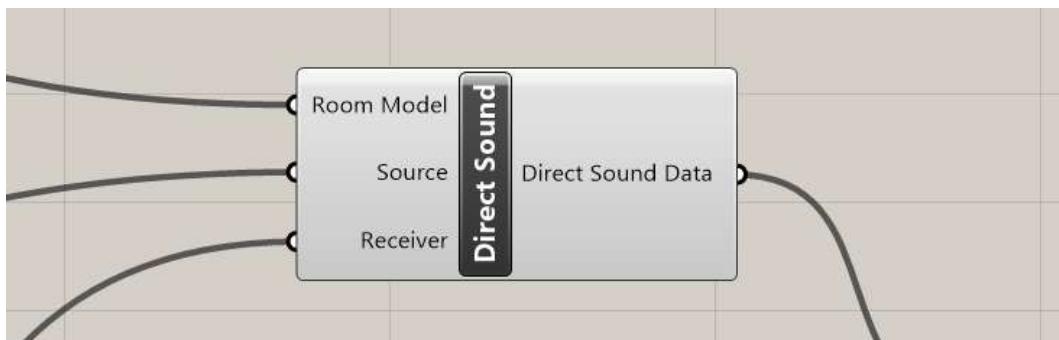 Room Model
Source
Receiver
Direct Sound
Direct Sound Data